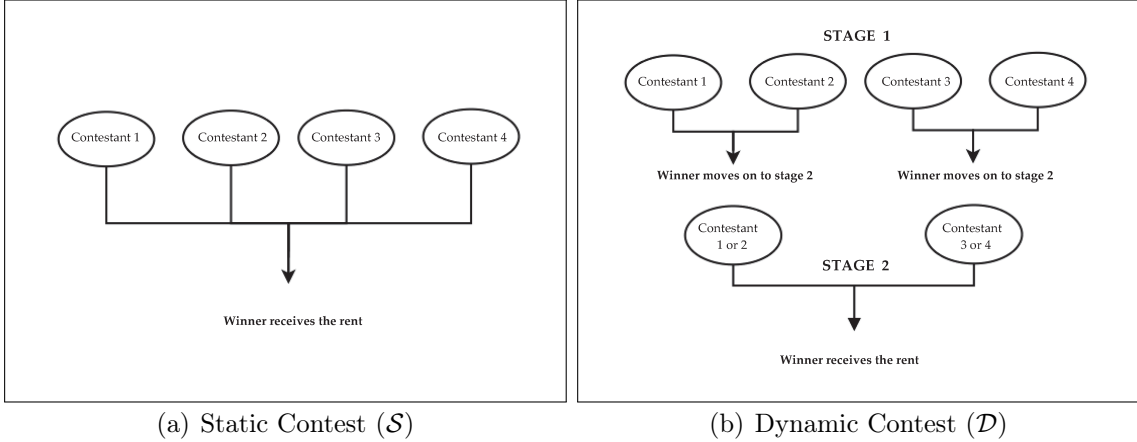 Contestant 1
Contestant 2
Contestant 3
Contestant 4
Winner receives the rent
(a) Static Contest (𝒮)
STAGE 1
Contestant 1
Contestant 2
Contestant 3
Contestant 4
Winner moves on to stage 2
Winner moves on to stage 2
Contestant
1 or 2
Contestant
3 or 4
STAGE 2
Winner receives the rent
(b) Dynamic Contest (𝒟)